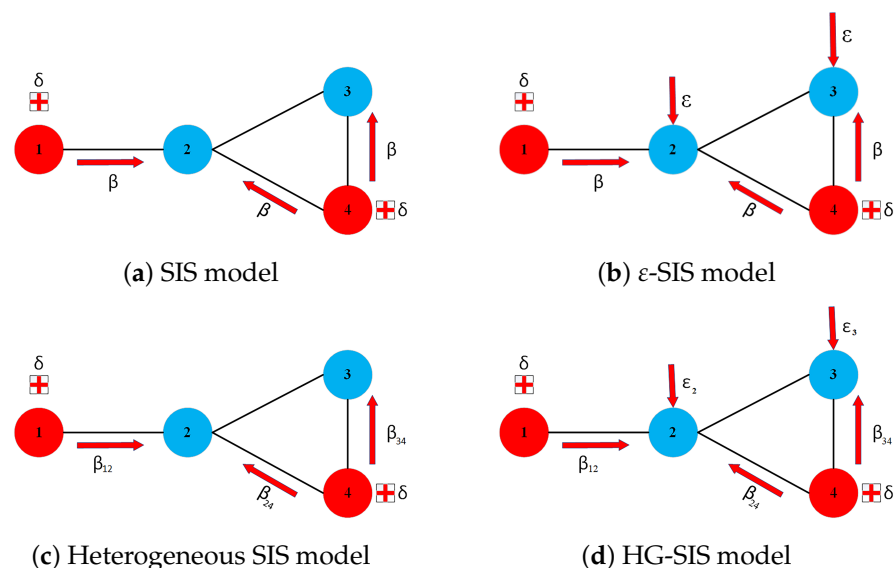 δ
1
β
2
3
β
β
4
δ
(a) SIS model
δ
1
β
2
ε
ε
3
β
β
4
δ
(b) ε-SIS model
δ
1
β₁₂
2
3
β₃₄
β₂₄
4
δ
(c) Heterogeneous SIS model
δ
1
β₁₂
2
ε₂
ε₃
3
β₃₄
β₂₄
4
δ
(d) HG-SIS model